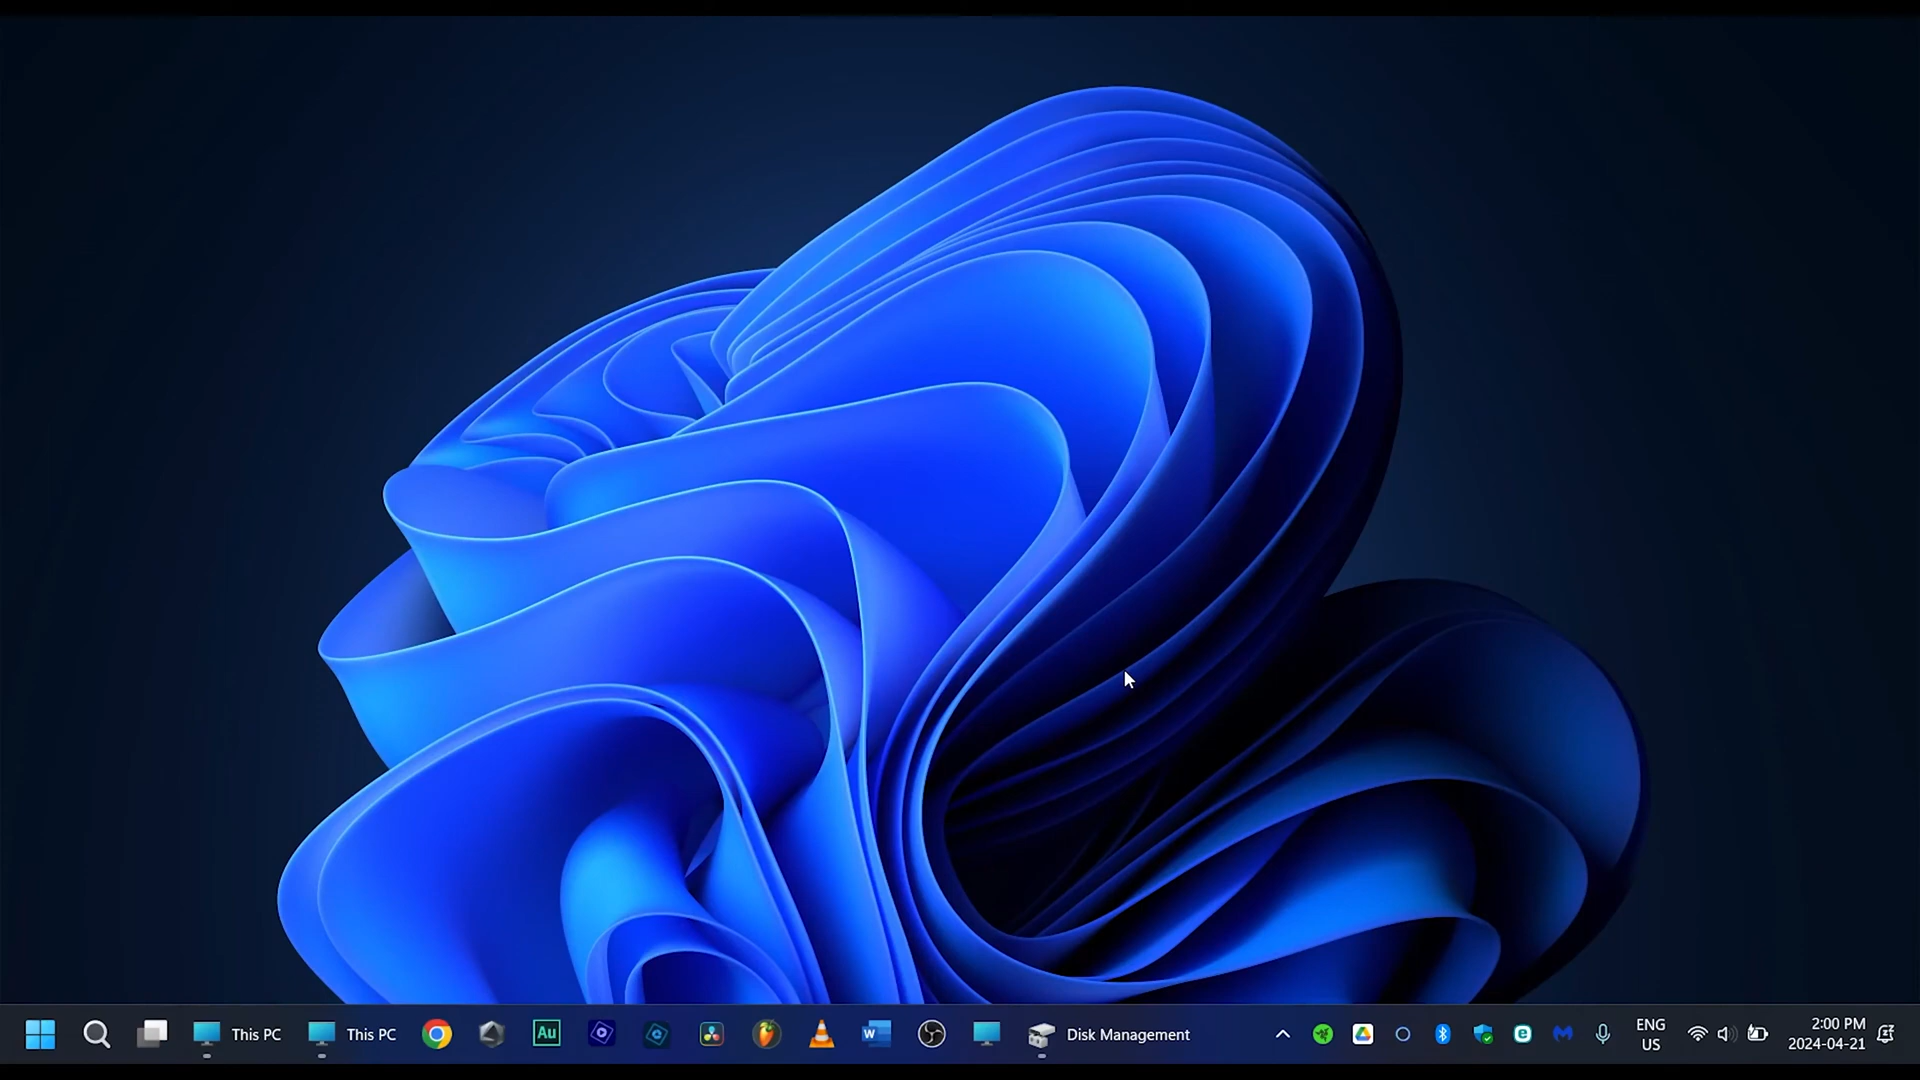 This PC
This PC
Au
W
Disk Management
e
ENG
US
2:00 PM
2024-04-21